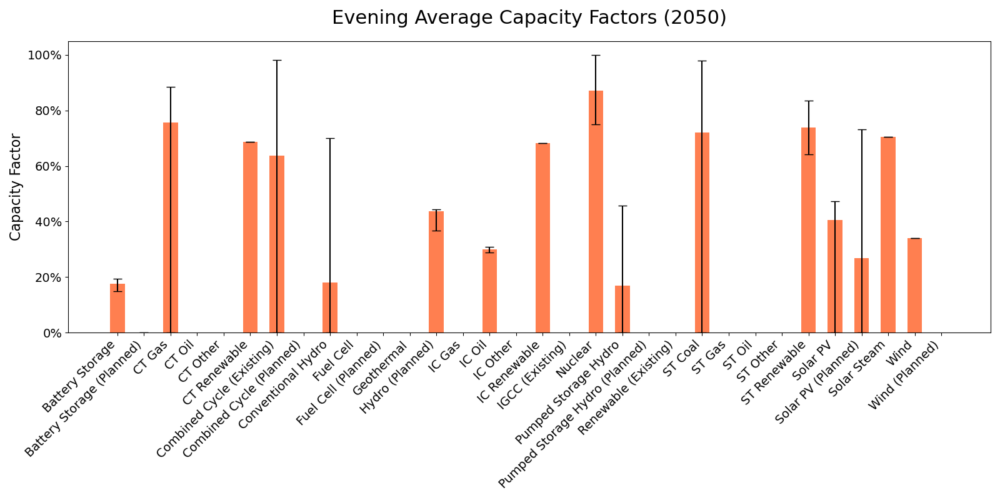 Evening Average Capacity Factors (2050)
Capacity Factor
100%
80%
60%
40%
20%
0%
Battery Storage
Battery Storage (Planned)
CT Gas
CT Oil
CT Other
CT Renewable
Combined Cycle (Existing)
Combined Cycle (Planned)
Conventional Hydro
Fuel Cell
Fuel Cell (Planned)
Geothermal
Hydro (Planned)
IC Gas
IC Oil
IC Other
IC Renewable
IGCC (Existing)
Nuclear
Pumped Storage Hydro
Pumped Storage Hydro (Planned)
Renewable (Existing)
ST Coal
ST Gas
ST Oil
ST Other
ST Renewable
Solar PV
Solar PV (Planned)
Solar Steam
Wind
Wind (Planned)